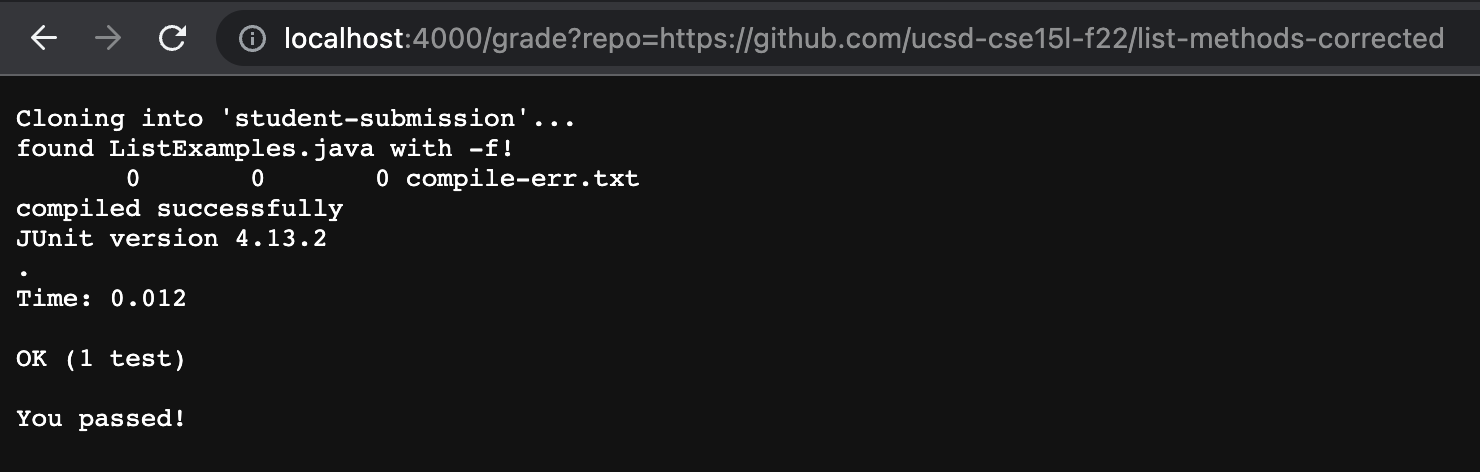 localhost:4000/grade?repo=https://github.com/ucsd-cse15l-f22/list-methods-corrected
Cloning into 'student-submission'...
found ListExamples.java with -f!
       0       0       0 compile-err.txt
compiled successfully
JUnit version 4.13.2
.
Time: 0.012
OK (1 test)
You passed!